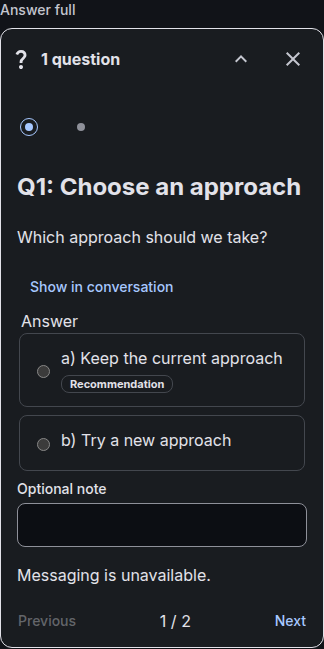 Answer full
? 1 question
Q1: Choose an approach
Which approach should we take?
Show in conversation
Answer
a) Keep the current approach
Recommendation
b) Try a new approach
Optional note
Messaging is unavailable.
Previous 1 / 2 Next